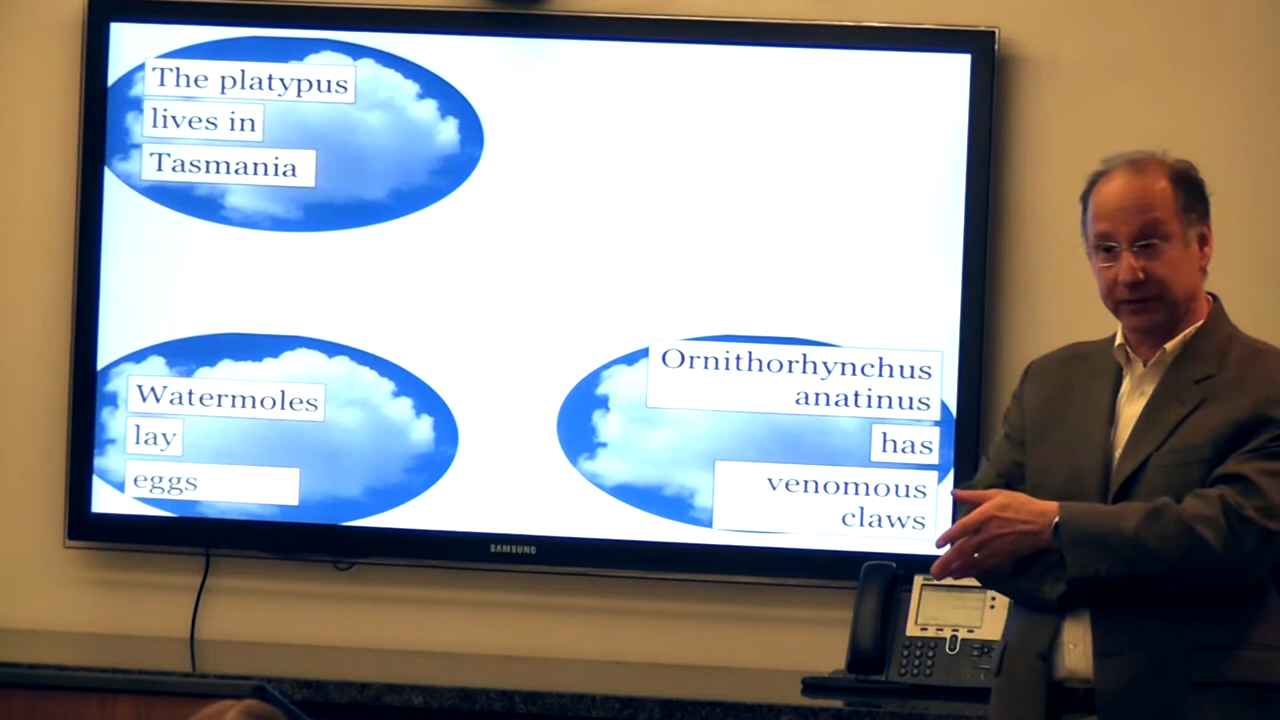 The platypus
lives in
Tasmania
Watermoles
lay
eggs
Ornithorhynchus
anatinus
has
venomous
claws
SAMSUNG